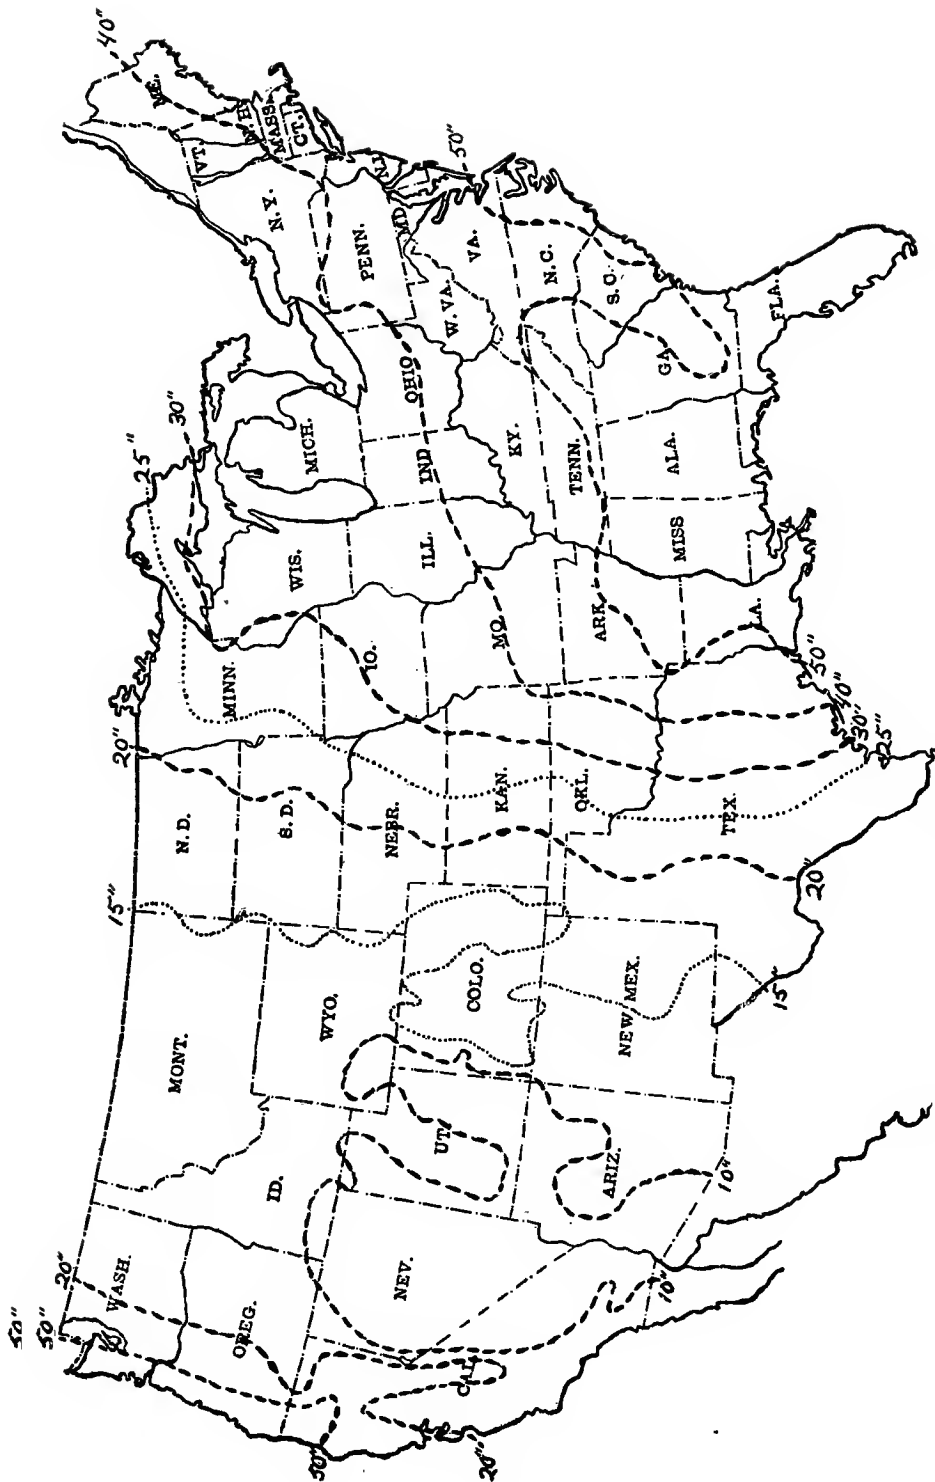 50"
50"
20"
WASH.
OREG.
50"
20"
CAL
NEV.
ID.
MONT.
WYO.
UT
ARIZ.
10"
10"
COLO.
NEW MEX.
15"
15"
20"
N. D.
S. D.
NEBR.
KAN.
OKL.
TEX.
20"
25"
30"
40"
50"
MINN.
IO.
MO.
ARK.
LA.
25"
30"
WIS.
ILL.
MICH.
IND
OHIO
KY.
TENN.
MISS
ALA.
GA
FLA.
S. C.
N. C.
VA.
W. VA.
MD
50"
PENN.
N. J.
N. Y.
VT.
N. H.
MASS.
CT.
ME.
40"